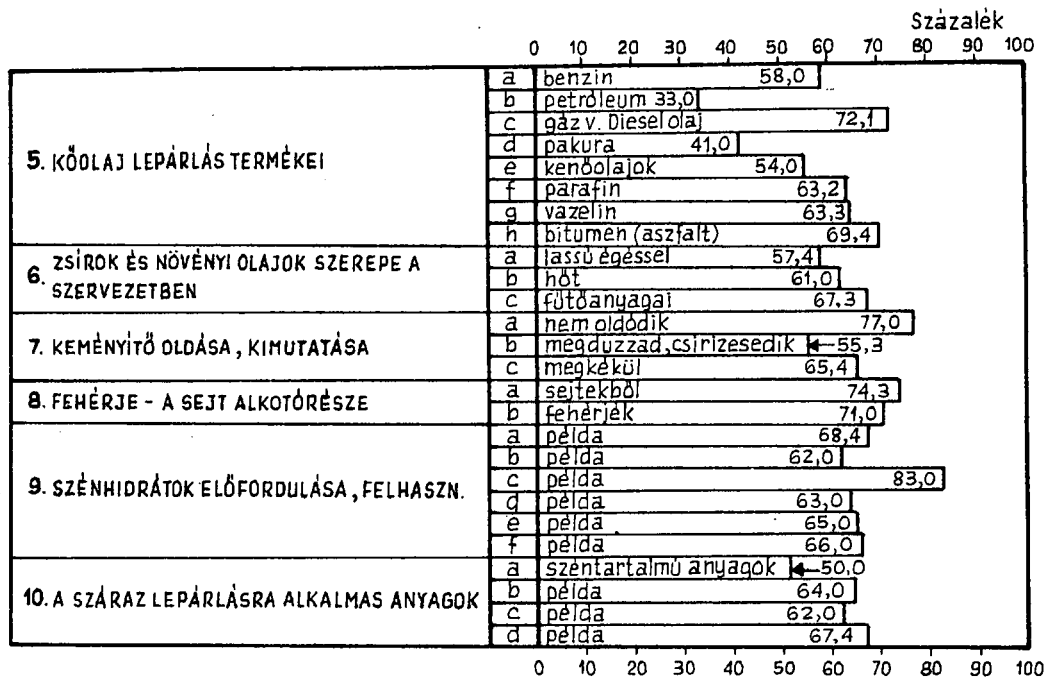 Százalék
0 10 20 30 40 50 60 70 80 90 100
5. KŐOLAJ LEPÁRLÁS TERMÉKEI
a benzin 58,0
b petróleum 33,0
c gáz v. Diesel olaj 72,1
d pakura 41,0
e kenőolajok 54,0
f parafin 63,2
g vazelin 63,3
h bitumen (aszfalt) 69,4
6. ZSÍROK ÉS NÖVÉNYI OLAJOK SZEREPE A
SZERVEZETBEN
a lassú égéssel 57,4
b hőt 61,0
c fűtőanyagai 67,3
7. KEMÉNYÍTŐ OLDÁSA, KIMUTATÁSA
a nem oldódik 77,0
b megduzzad, csirizesedik 55,3
c megkékül 65,4
8. FEHÉRJE - A SEJT ALKOTÓRÉSZE
a sejtekből 74,3
b fehérjék 71,0
9. SZÉNHIDRÁTOK ELŐFORDULÁSA, FELHASZN.
a példa 68,4
b példa 62,0
c példa 83,0
d példa 63,0
e példa 65,0
f példa 66,0
10. A SZÁRAZ LEPÁRLÁSRA ALKALMAS ANYAGOK
a széntartalmú anyagok 50,0
b példa 64,0
c példa 62,0
d példa 67,4
0 10 20 30 40 50 60 70 80 90 100